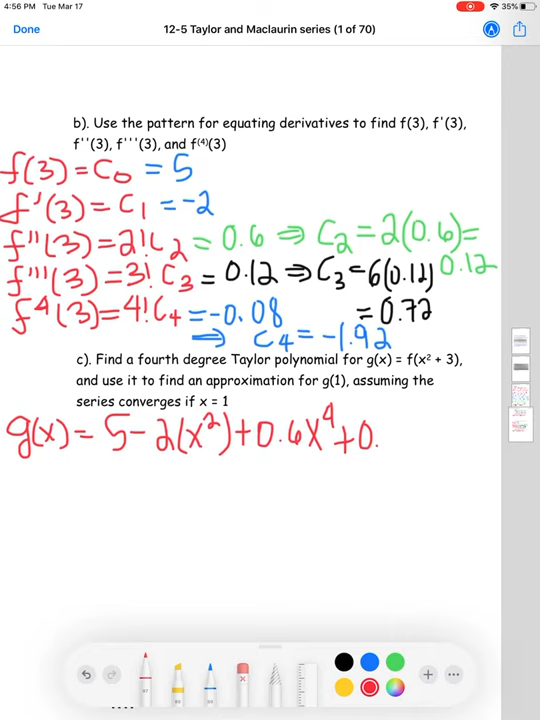 4:56 PM Tue Mar 17
35%
Done
12-5 Taylor and Maclaurin series (1 of 70)
b). Use the pattern for equating derivatives to find f(3), f'(3),
f''(3), f'''(3), and f⁽⁴⁾(3)
f(3) = C₀ = 5
f'(3) = C₁ = -2
f''(3) = 2! C₂ = 0.6 ⇒ C₂ = 2(0.6) =
0.12
f'''(3) = 3! C₃ = 0.12 ⇒ C₃ = 6(0.12)
= 0.72
f⁴(3) = 4! C₄ = -0.08
⇒ C₄ = -1.92
c). Find a fourth degree Taylor polynomial for g(x) = f(x² + 3),
and use it to find an approximation for g(1), assuming the
series converges if x = 1
g(x) = 5 - 2(x²) + 0.6x⁴ + 0.